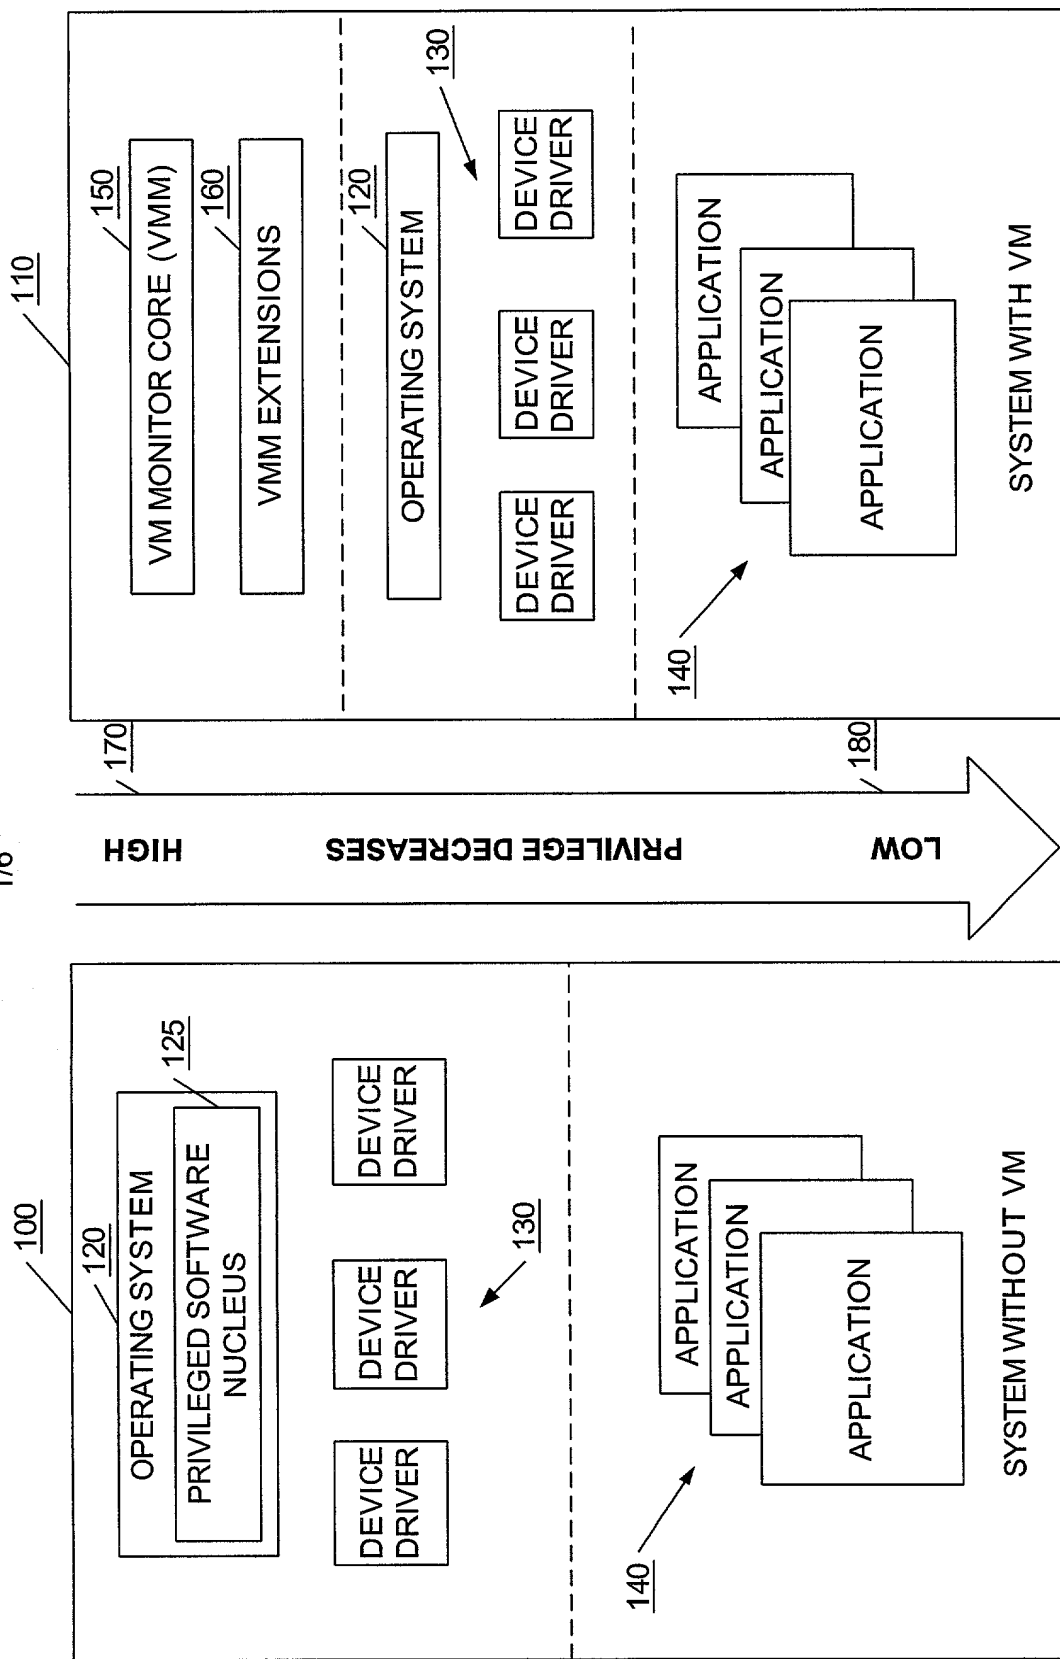 1/6
100
120
OPERATING SYSTEM
125
PRIVILEGED SOFTWARE
NUCLEUS
DEVICE
DRIVER
DEVICE
DRIVER
DEVICE
DRIVER
130
140
APPLICATION
APPLICATION
APPLICATION
SYSTEM WITHOUT VM
170
HIGH
PRIVILEGE DECREASES
180
LOW
110
150
VM MONITOR CORE (VMM)
160
VMM EXTENSIONS
120
OPERATING SYSTEM
130
DEVICE
DRIVER
DEVICE
DRIVER
DEVICE
DRIVER
140
APPLICATION
APPLICATION
APPLICATION
SYSTEM WITH VM